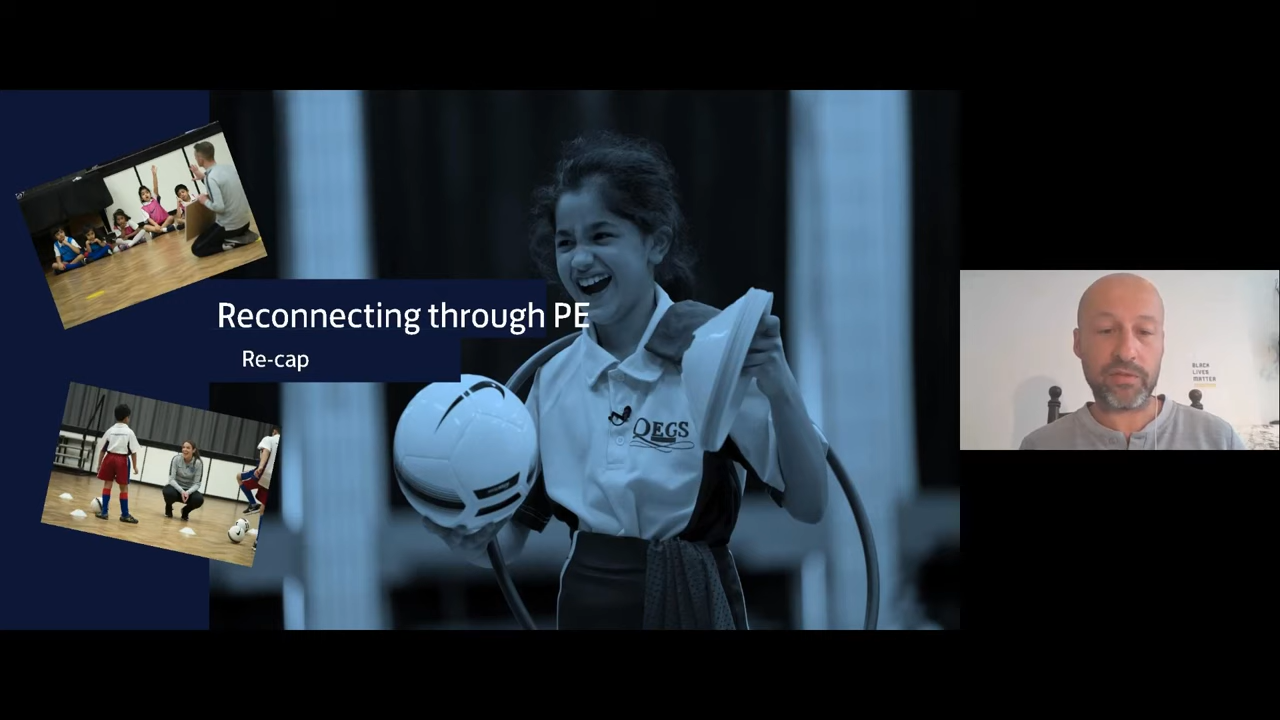 Reconnecting through PE
Re-cap
QEGS
BLACK
LIVES
MATTER